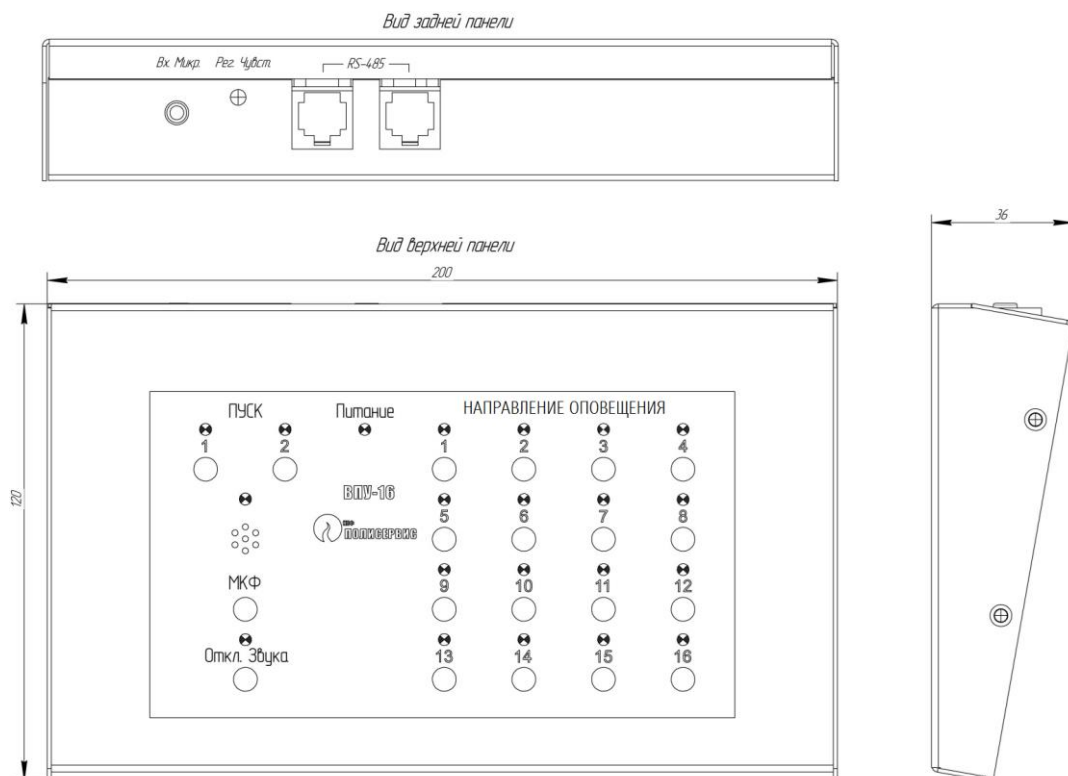 Вид задней панели
Вх. Микр. Рег. Чувст. RS-485
36
Вид верхней панели
200
120
ПУСК Питание НАПРАВЛЕНИЕ ОПОВЕЩЕНИЯ
1 2 1 2 3 4
ВПУ-16
5 6 7 8
ПОЛИСЕРВИС
МКФ 9 10 11 12
Откл. Звука 13 14 15 16